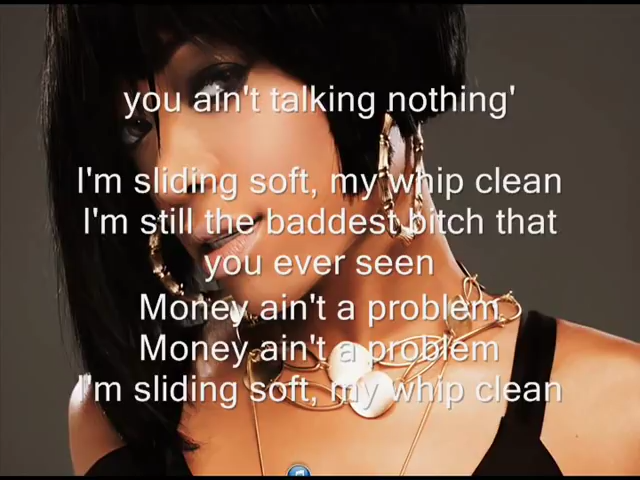 you ain't talking nothing'
I'm sliding soft, my whip clean
I'm still the baddest bitch that
you ever seen
Money ain't a problem
Money ain't a problem
I'm sliding soft, my whip clean